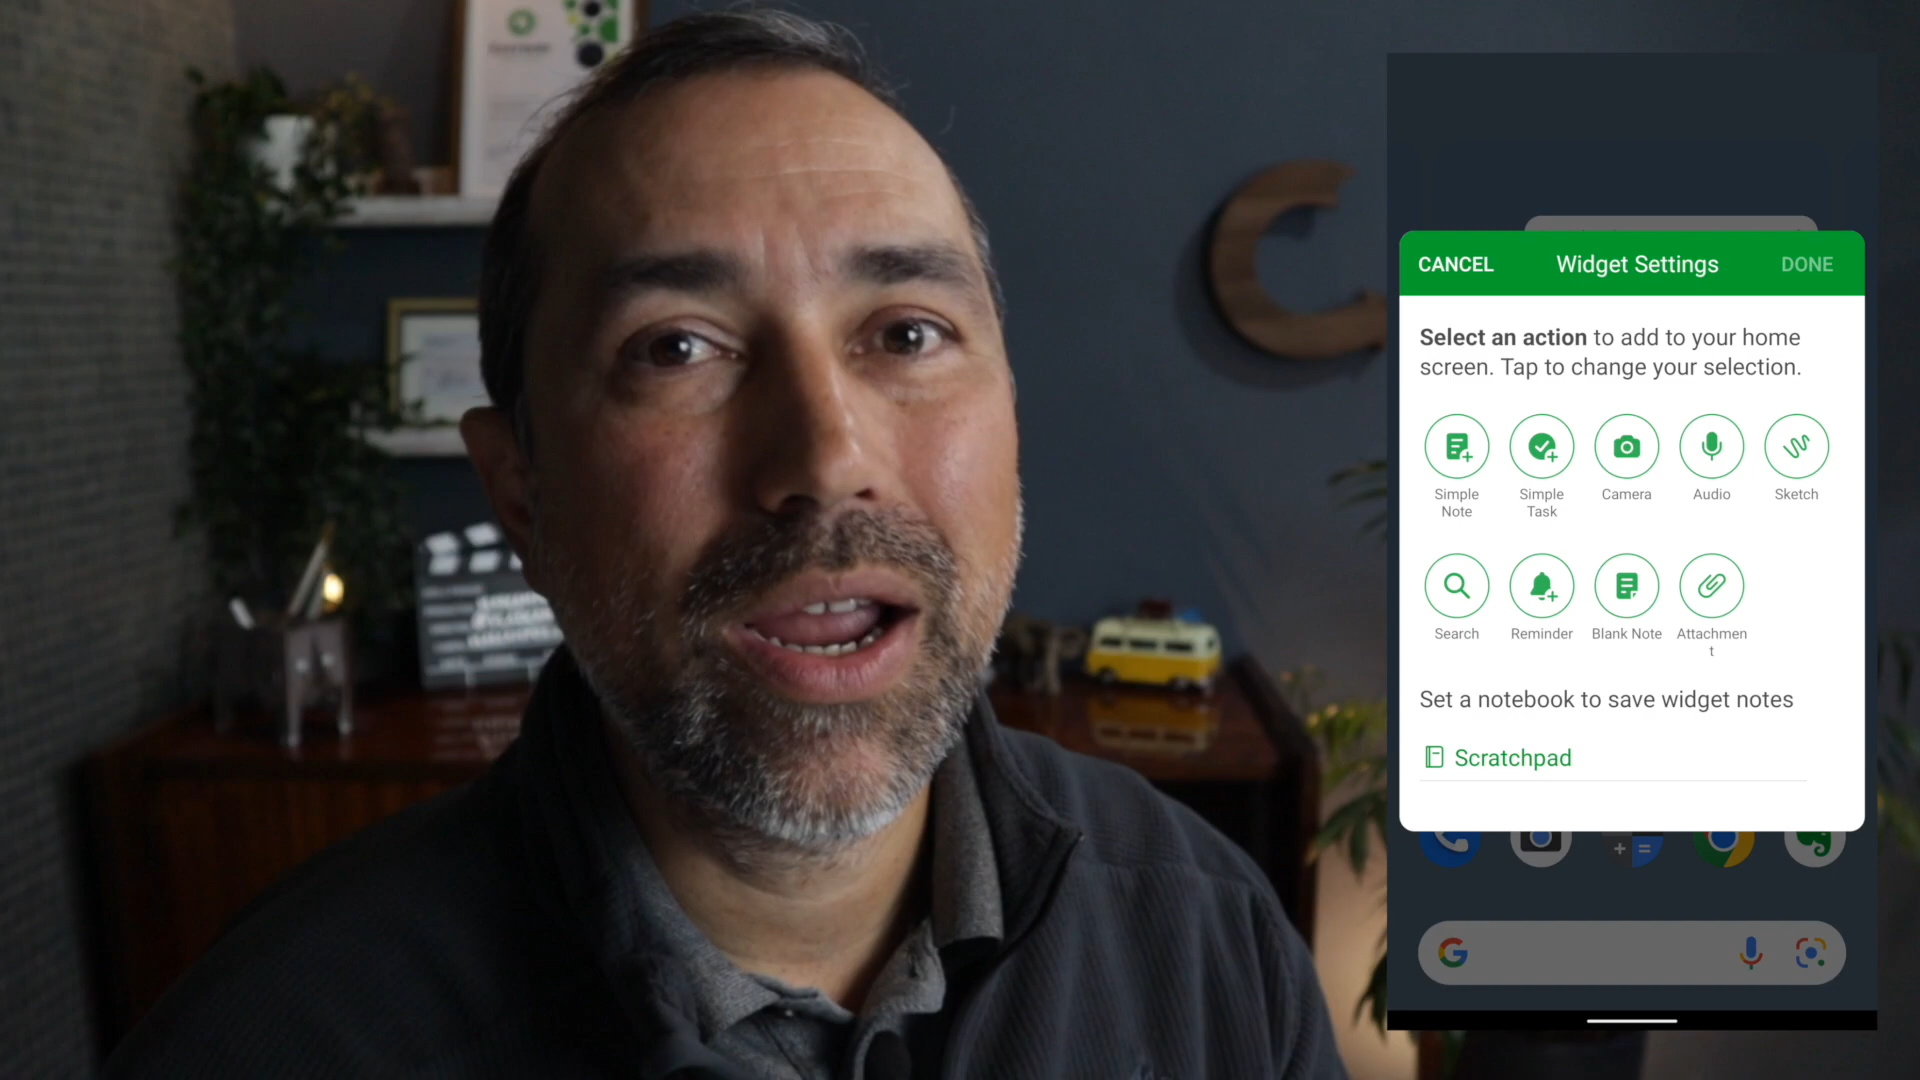 CANCEL Widget Settings DONE
Select an action to add to your home
screen. Tap to change your selection.
Simple Note
Simple Task
Camera
Audio
Sketch
Search
Reminder
Blank Note
Attachmen
t
Set a notebook to save widget notes
Scratchpad